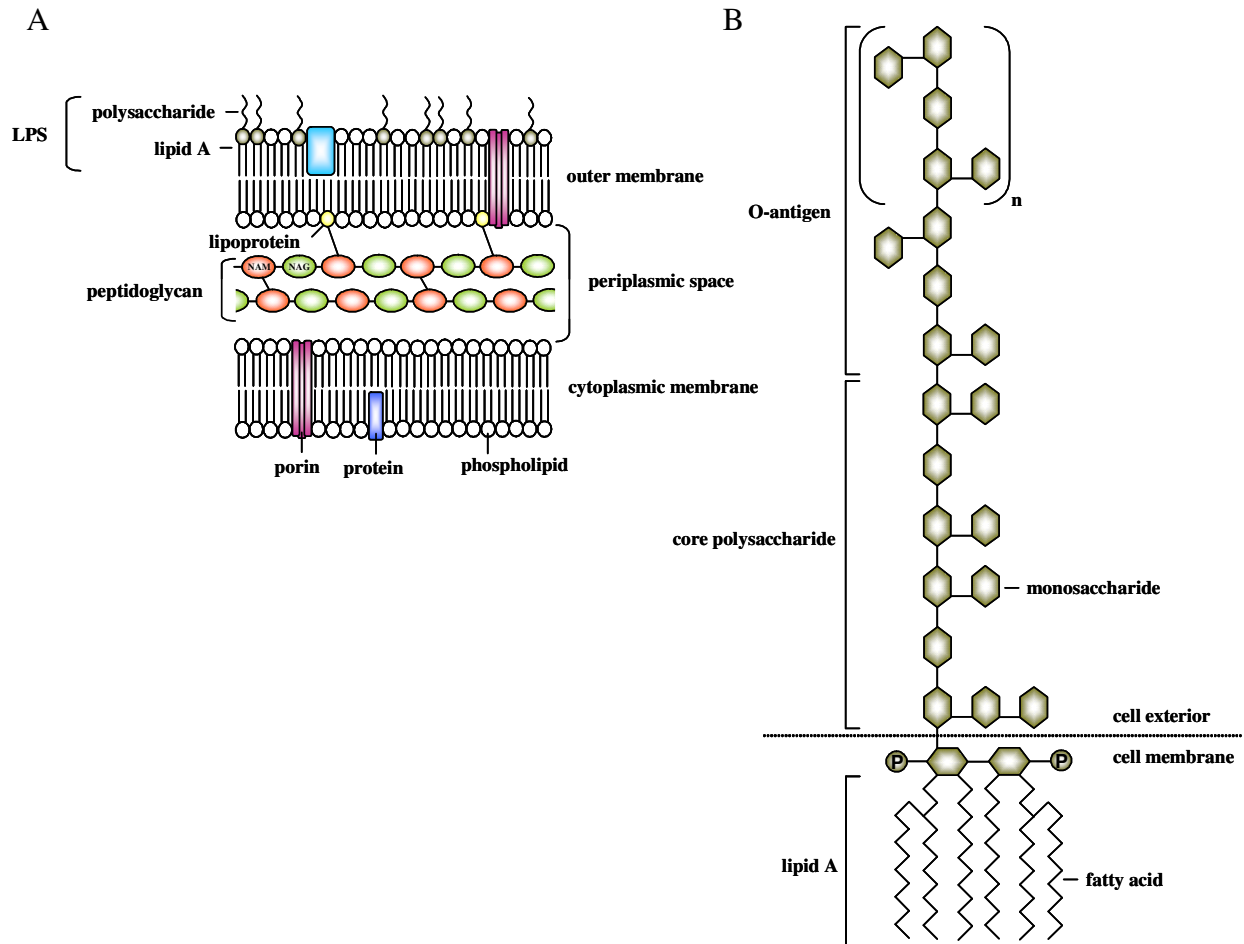 A
polysaccharide
LPS
lipid A
outer membrane
lipoprotein
NAM
NAG
peptidoglycan
periplasmic space
cytoplasmic membrane
porin
protein
phospholipid
B
n
O-antigen
core polysaccharide
monosaccharide
cell exterior
cell membrane
P
P
lipid A
fatty acid